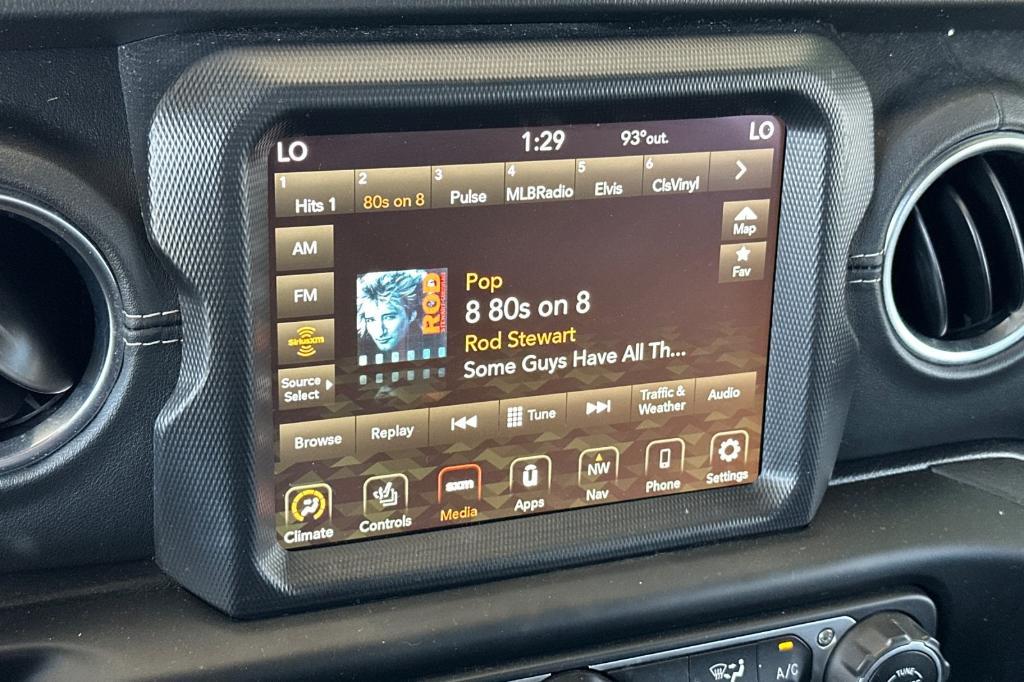 LO 1:29 93°out. LO
1 Hits 1 2 80s on 8 3 Pulse 4 MLBRadio 5 Elvis 6 ClsVinyl
AM
Map
Fav
FM
SiriusXM
Source
Select
ROD
Pop
8 80s on 8
Rod Stewart
Some Guys Have All Th...
Browse Replay Tune Traffic &
Weather Audio
sxm NW
Climate Controls Media Apps Nav Phone Settings
A/C
TUNE